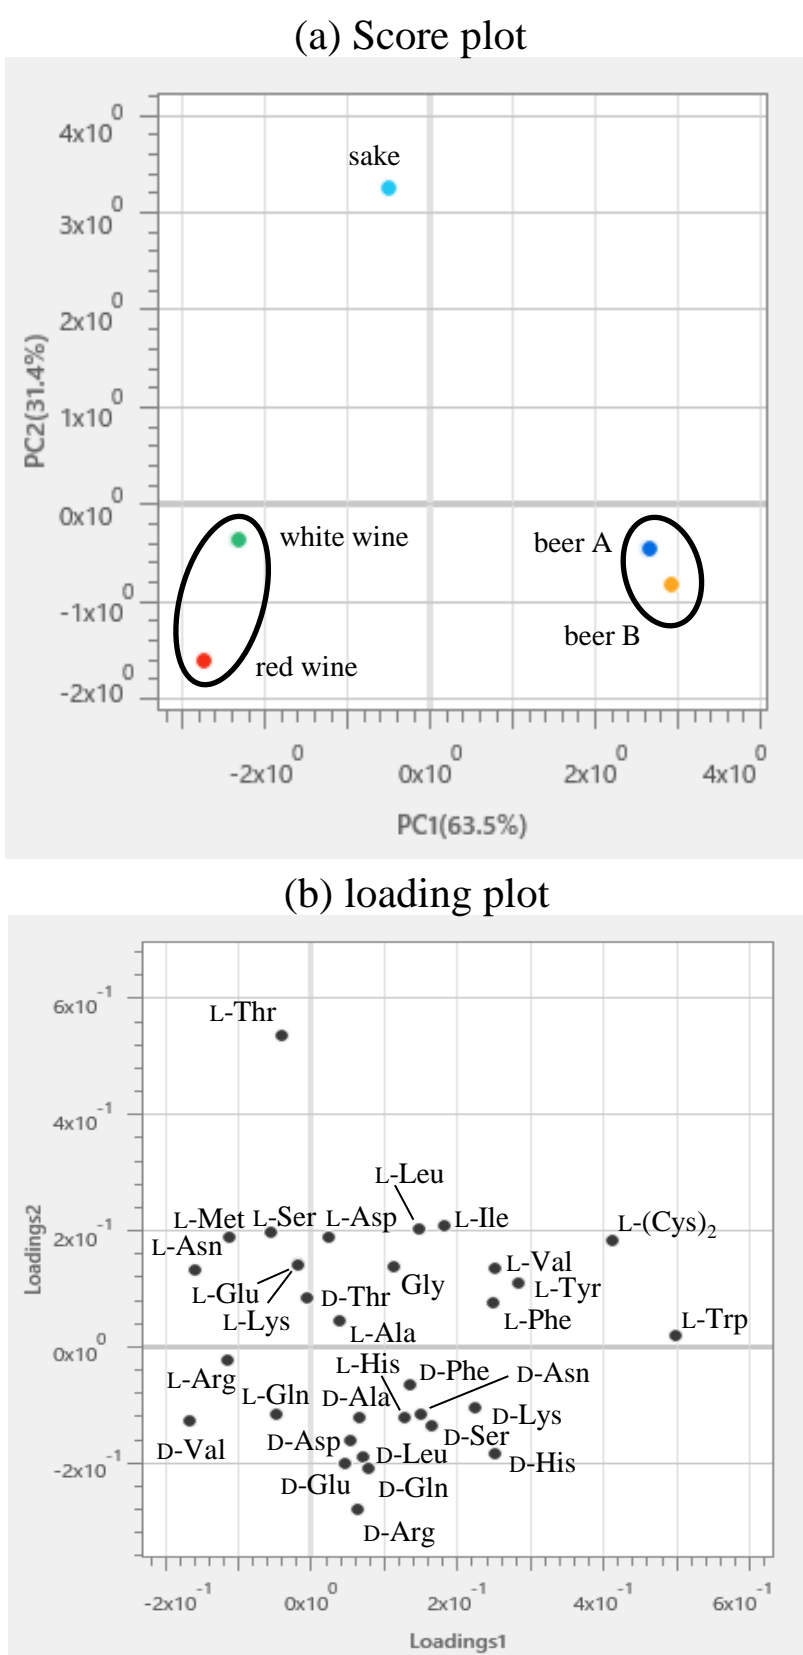 (a) Score plot
4x10^0
sake
3x10^0
2x10^0
PC2(31.4%)
1x10^0
0x10^0
white wine
beer A
-1x10^0
beer B
red wine
-2x10^0
-2x10^0 0x10^0 2x10^0 4x10^0
PC1(63.5%)
(b) loading plot
6x10^-1
L-Thr
4x10^-1
L-Leu
L-Met L-Ser L-Asp L-Ile L-(Cys)₂
2x10^-1
L-Asn
Loadings2
L-Val
L-Glu D-Thr Gly L-Tyr
L-Lys L-Phe L-Trp
L-Ala
0x10^0
L-His D-Phe D-Asn
L-Arg
L-Gln D-Ala D-Lys
D-Val D-Asp D-Ser
D-Leu D-His
-2x10^-1
D-Glu D-Gln
D-Arg
-2x10^-1 0x10^0 2x10^-1 4x10^-1 6x10^-1
Loadings1